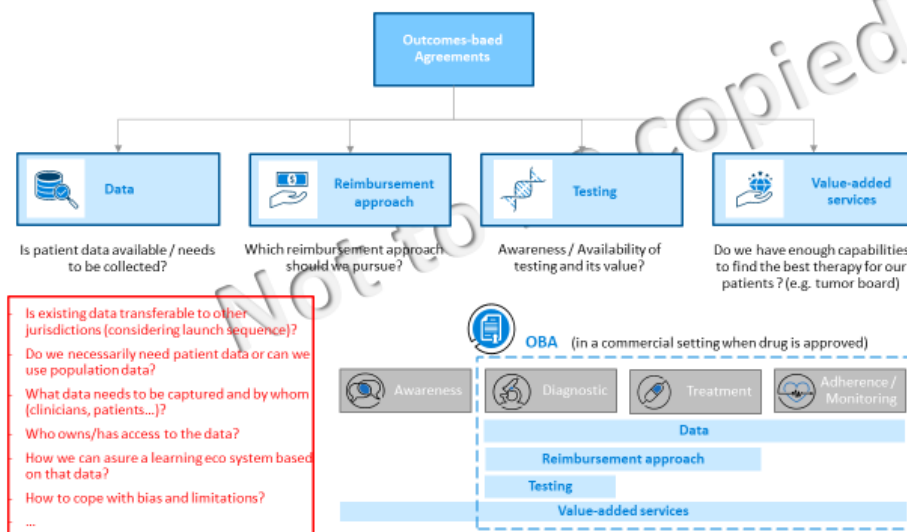 Outcomes-baed
Agreements
Data
Reimbursement
approach
Testing
Value-added
services
Is patient data available / needs
to be collected?
Which reimbursement approach
should we pursue?
Awareness / Availability of
testing and its value?
Do we have enough capabilities
to find the best therapy for our
patients ? (e.g. tumor board)
Not to copied
- Is existing data transferable to other
jurisdictions (considering launch sequence)?
- Do we necessarily need patient data or can we
use population data?
- What data needs to be captured and by whom
(clinicians, patients...)?
- Who owns/has access to the data?
- How we can asure a learning eco system based
on that data?
- How to cope with bias and limitations?
- ...
OBA (in a commercial setting when drug is approved)
Awareness
Diagnostic
Treatment
Adherence /
Monitoring
Data
Reimbursement approach
Testing
Value-added services